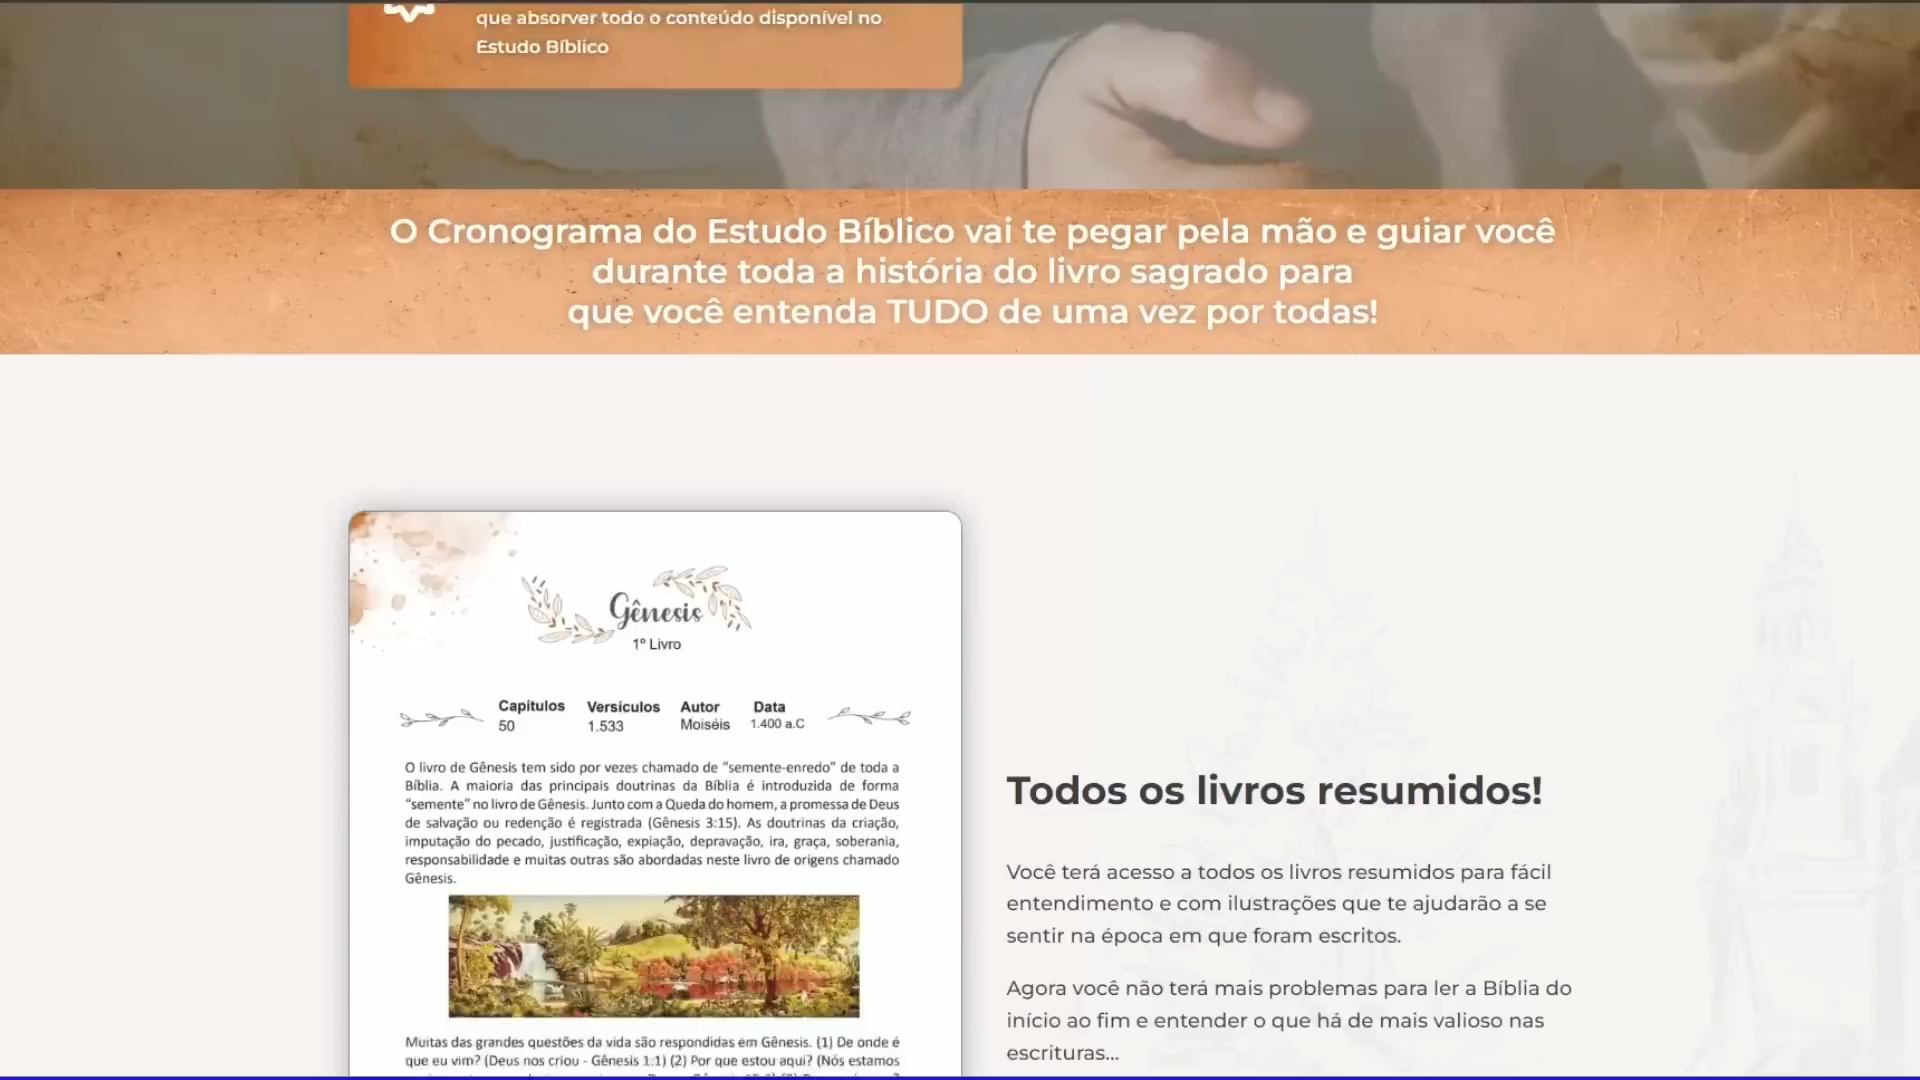 que absorver todo o conteúdo disponível no
Estudo Bíblico
O Cronograma do Estudo Bíblico vai te pegar pela mão e guiar você
durante toda a história do livro sagrado para
que você entenda TUDO de uma vez por todas!
Gênesis
1º Livro
Capítulos Versículos Autor Data
50 1.533 Moiséis 1.400 a.C
O livro de Gênesis tem sido por vezes chamado de “semente-enredo” de toda a
Bíblia. A maioria das principais doutrinas da Bíblia é introduzida de forma
“semente” no livro de Gênesis. Junto com a Queda do homem, a promessa de Deus
de salvação ou redenção é registrada (Gênesis 3:15). As doutrinas da criação,
imputação do pecado, justificação, expiação, depravação, ira, graça, soberania,
responsabilidade e muitas outras são abordadas neste livro de origens chamado
Gênesis.
Muitas das grandes questões da vida são respondidas em Gênesis. (1) De onde é
que eu vim? (Deus nos criou - Gênesis 1:1) (2) Por que estou aqui? (Nós estamos
Todos os livros resumidos!
Você terá acesso a todos os livros resumidos para fácil
entendimento e com ilustrações que te ajudarão a se
sentir na época em que foram escritos.
Agora você não terá mais problemas para ler a Bíblia do
início ao fim e entender o que há de mais valioso nas
escrituras...